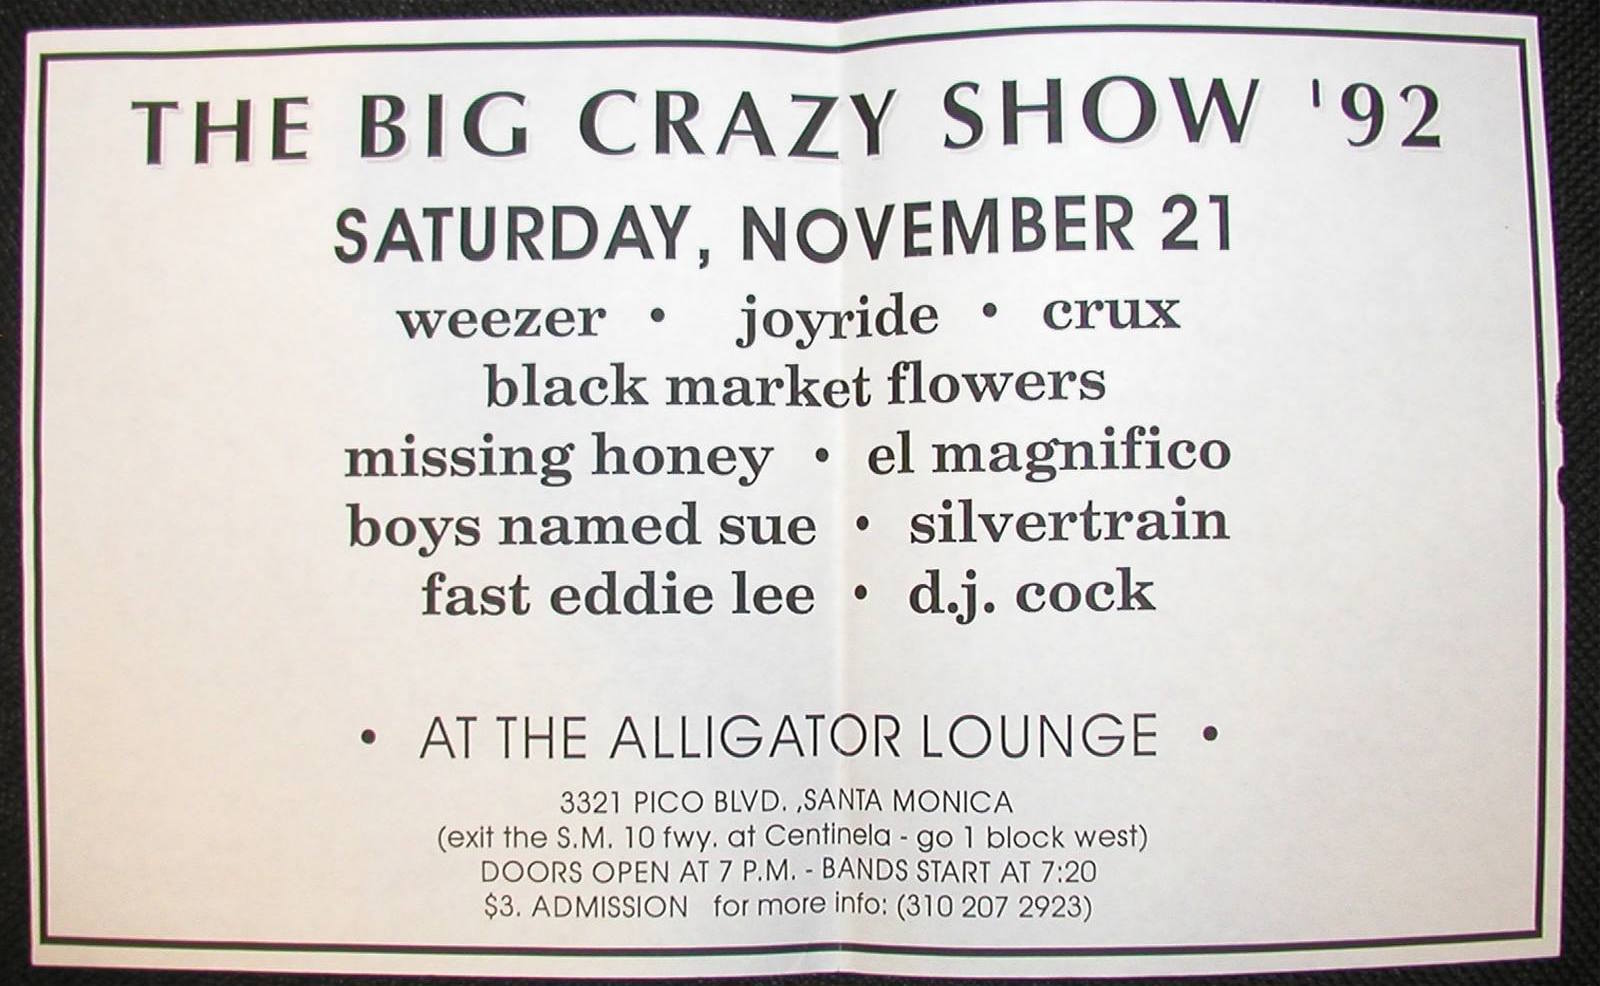 THE BIG CRAZY SHOW '92
SATURDAY, NOVEMBER 21
weezer • joyride • crux
black market flowers
missing honey • el magnifico
boys named sue • silvertrain
fast eddie lee • d.j. cock
• AT THE ALLIGATOR LOUNGE •
3321 PICO BLVD. ,SANTA MONICA
(exit the S.M. 10 fwy. at Centinela - go 1 block west)
DOORS OPEN AT 7 P.M. - BANDS START AT 7:20
$3. ADMISSION for more info: (310 207 2923)